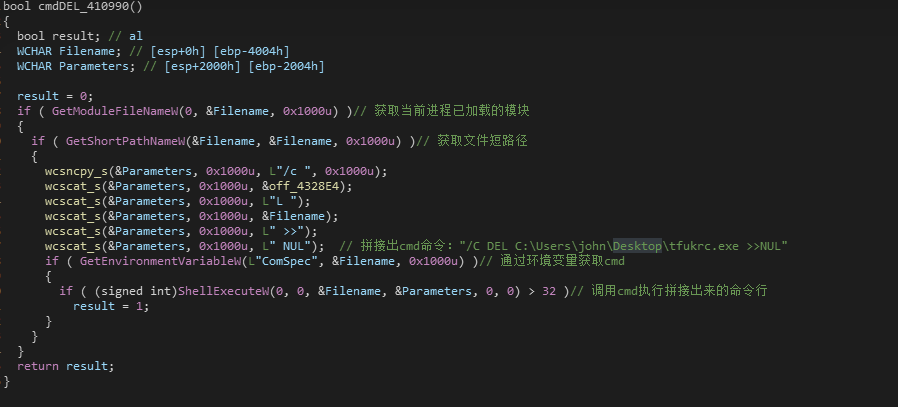 bool cmdDEL_410990()
{
bool result; // al
WCHAR Filename; // [esp+0h] [ebp-4004h]
WCHAR Parameters; // [esp+2000h] [ebp-2004h]
result = 0;
if ( GetModuleFileNameW(0, &Filename, 0x1000u) )// 获取当前进程已加载的模块
{
if ( GetShortPathNameW(&Filename, &Filename, 0x1000u) )// 获取文件短路径
{
wcsncpy_s(&Parameters, 0x1000u, L"/c ", 0x1000u);
wcscat_s(&Parameters, 0x1000u, &off_4328E4);
wcscat_s(&Parameters, 0x1000u, L"L ");
wcscat_s(&Parameters, 0x1000u, &Filename);
wcscat_s(&Parameters, 0x1000u, L" >>");
wcscat_s(&Parameters, 0x1000u, L" NUL"); // 拼接出cmd命令："/C DEL C:\Users\john\Desktop\tfukrc.exe >>NUL"
if ( GetEnvironmentVariableW(L"ComSpec", &Filename, 0x1000u) )// 通过环境变量获取cmd
{
if ( (signed int)ShellExecuteW(0, 0, &Filename, &Parameters, 0, 0) > 32 )// 调用cmd执行拼接出来的命令行
result = 1;
}
}
}
return result;
}